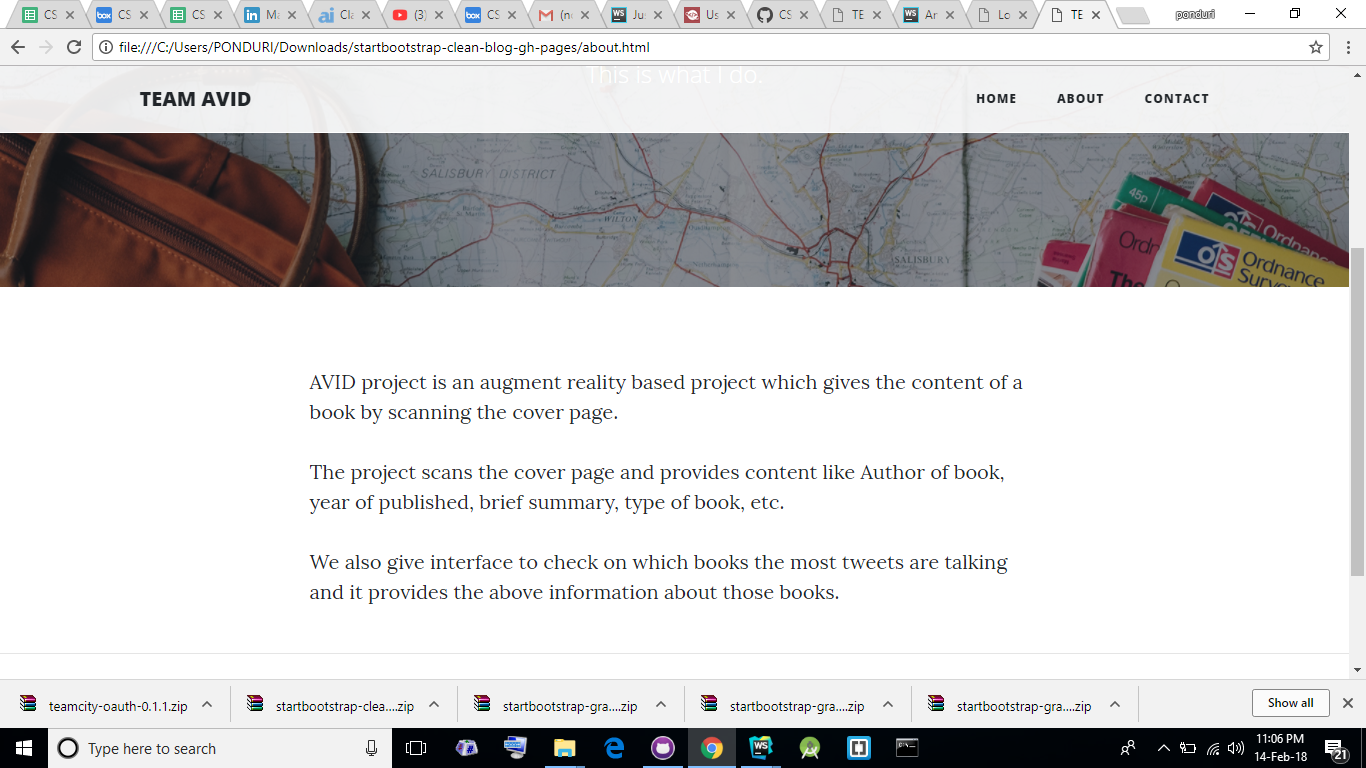 CS
CS
CS
Ma
Cla
(3)
CS
(no
Jus
Us
CS
TE
Ar
Lo
TE
ponduri
file:///C:/Users/PONDURI/Downloads/startbootstrap-clean-blog-gh-pages/about.html
This is what I do.
TEAM AVID
HOME ABOUT CONTACT
SALISBURY DISTRICT
WILTON
SALISBURY
45p
Ordnance
Ordn
The
OS
Ordnance
Surve
AVID project is an augment reality based project which gives the content of a
book by scanning the cover page.
The project scans the cover page and provides content like Author of book,
year of published, brief summary, type of book, etc.
We also give interface to check on which books the most tweets are talking
and it provides the above information about those books.
teamcity-oauth-0.1.1.zip startbootstrap-clea....zip startbootstrap-gra....zip startbootstrap-gra....zip startbootstrap-gra....zip Show all
Type here to search
WS
11:06 PM
14-Feb-18
21